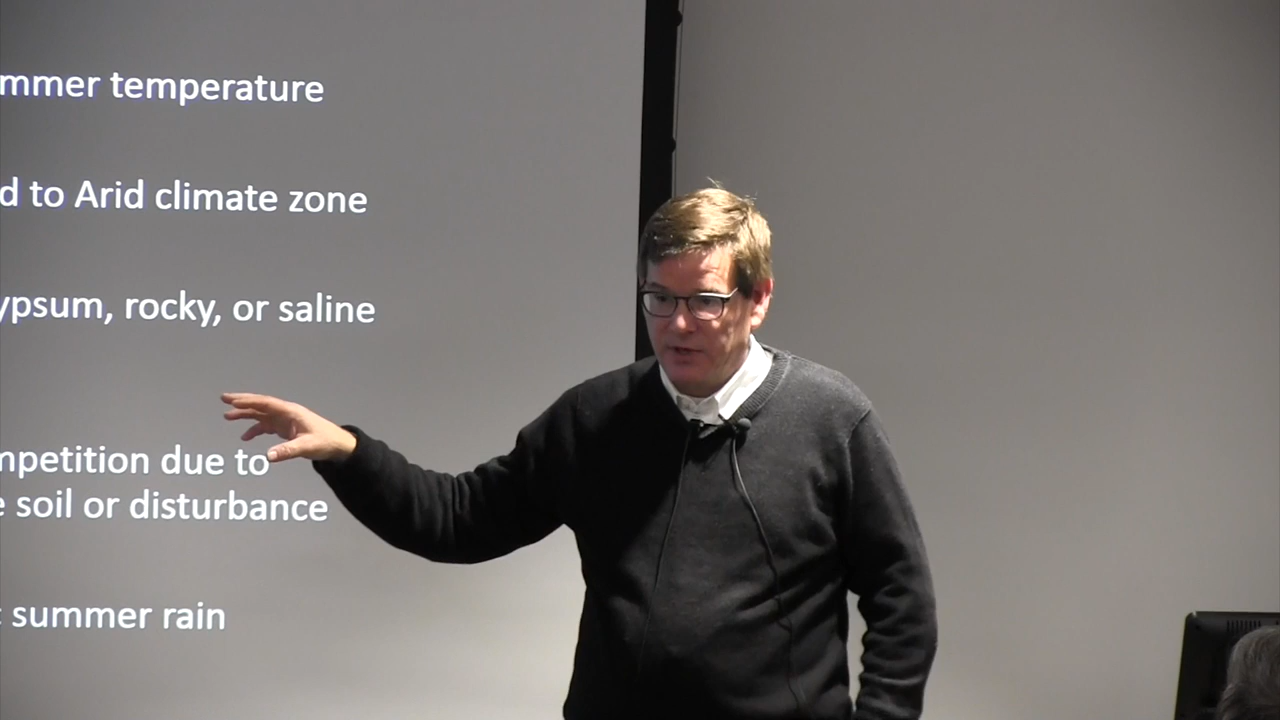 mmer temperature
d to Arid climate zone
ypsum, rocky, or saline
mpetition due to
e soil or disturbance
summer rain